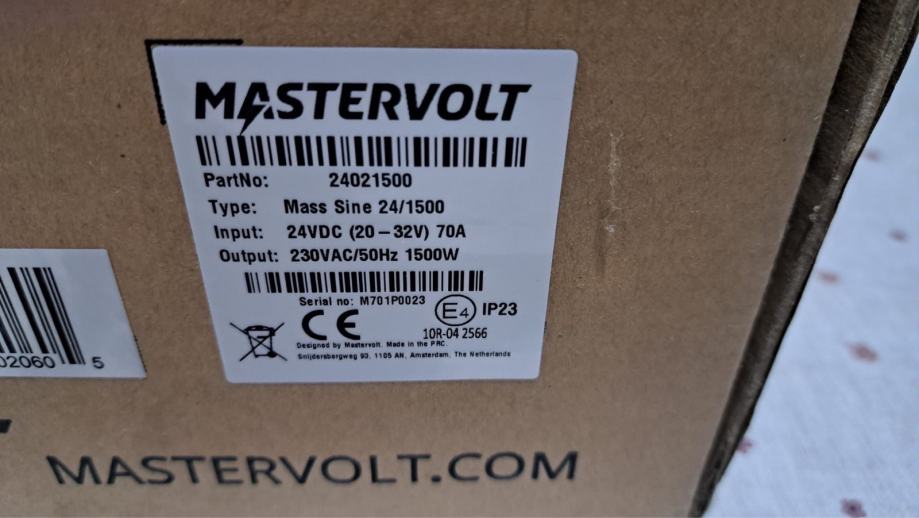 MASTERVOLT
PartNo: 24021500
Type: Mass Sine 24/1500
Input: 24VDC (20–32V) 70A
Output: 230VAC/50Hz 1500W
Serial no: M701P0023
CE E4 IP23
10R-04 2566
Designed by Mastervolt. Made in the PRC.
Snijdersbergweg 93, 1105 AN, Amsterdam, The Netherlands
02060 5
MASTERVOLT.COM